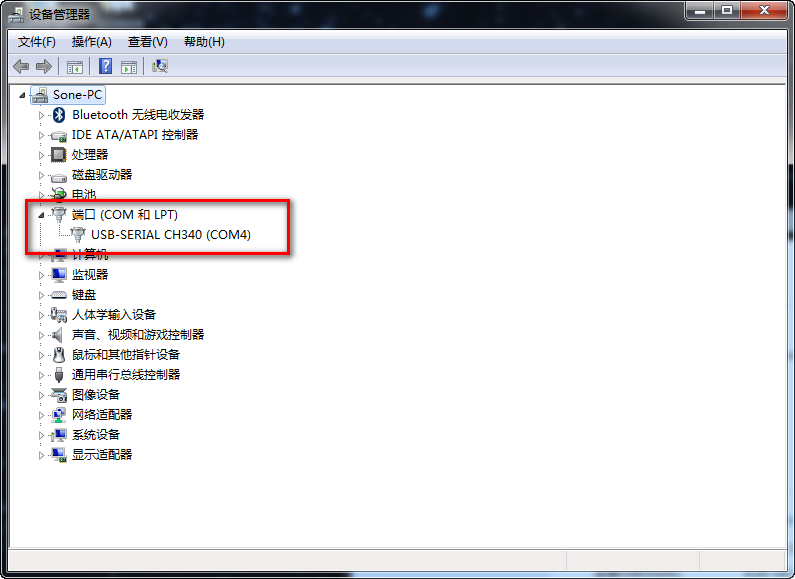 设备管理器
文件(F) 操作(A) 查看(V) 帮助(H)
Sone-PC
Bluetooth 无线电收发器
IDE ATA/ATAPI 控制器
处理器
磁盘驱动器
电池
端口 (COM 和 LPT)
USB-SERIAL CH340 (COM4)
计算机
监视器
键盘
人体学输入设备
声音、视频和游戏控制器
鼠标和其他指针设备
通用串行总线控制器
图像设备
网络适配器
系统设备
显示适配器